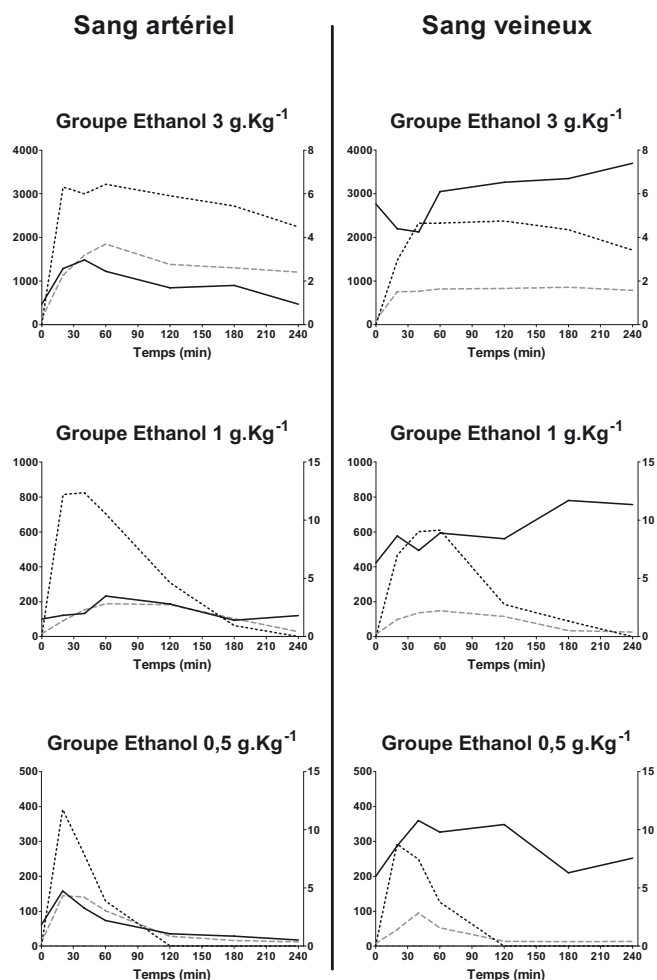 Sang artériel
Sang veineux
Groupe Ethanol 3 g.Kg-1
Groupe Ethanol 3 g.Kg-1
4000 8 4000 8
3000 6 3000 6
2000 4 2000 4
1000 2 1000 2
0 0 0 0
0 30 60 90 120 150 180 210 240
0 30 60 90 120 150 180 210 240
Temps (min)
Temps (min)
Groupe Ethanol 1 g.Kg-1
Groupe Ethanol 1 g.Kg-1
1000 15 1000 15
800 800
600 10 600 10
400 400
200 5 200 5
0 0 0 0
0 30 60 90 120 150 180 210 240
0 30 60 90 120 150 180 210 240
Temps (min)
Temps (min)
Groupe Ethanol 0,5 g.Kg-1
Groupe Ethanol 0,5 g.Kg-1
500 15 500 15
400 400
300 10 300 10
200 200
100 5 100 5
0 0 0 0
0 30 60 90 120 150 180 210 240
0 30 60 90 120 150 180 210 240
Temps (min)
Temps (min)